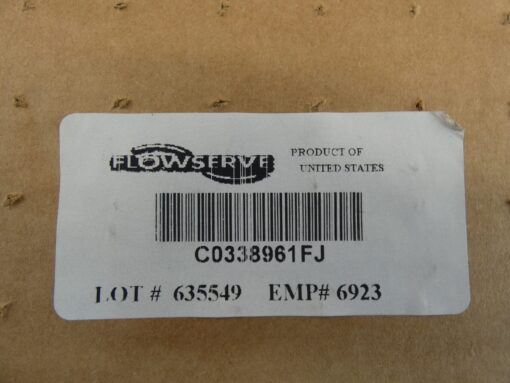 FLOWSERVE
PRODUCT OF
UNITED STATES
C0338961FJ
LOT # 635549 EMP# 6923